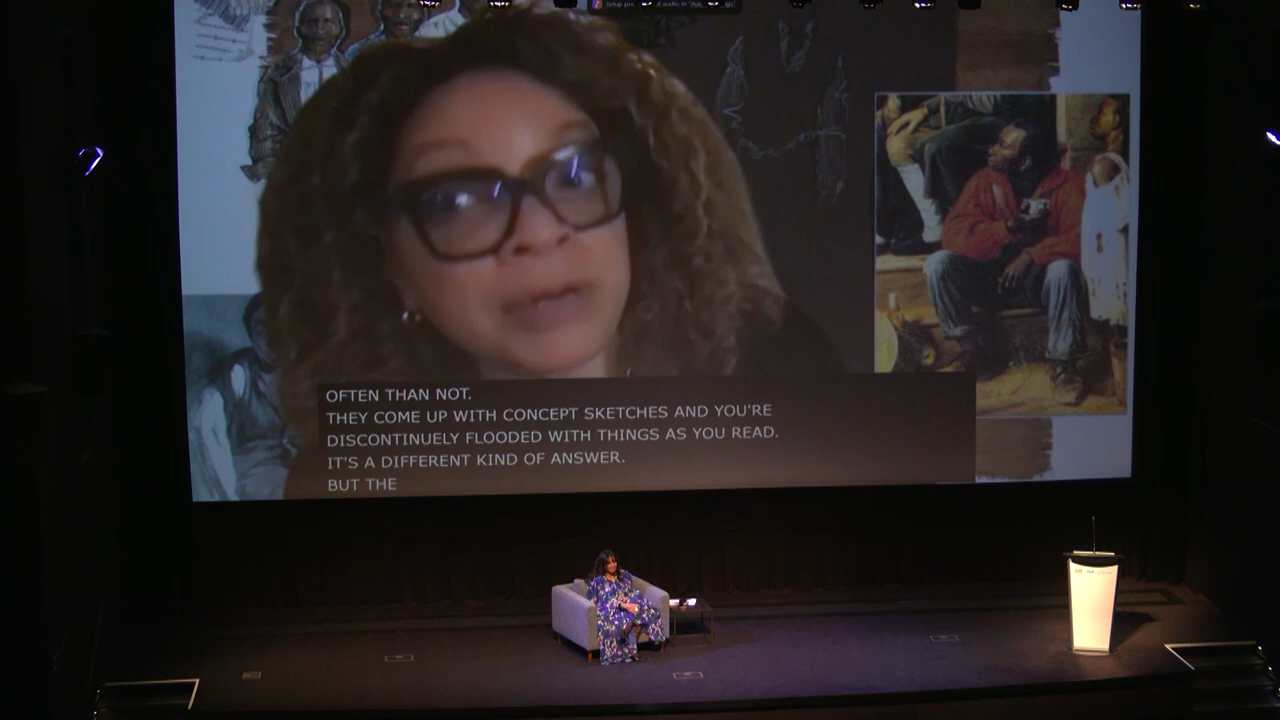 OFTEN THAN NOT.
THEY COME UP WITH CONCEPT SKETCHES AND YOU'RE
DISCONTINUELY FLOODED WITH THINGS AS YOU READ.
IT'S A DIFFERENT KIND OF ANSWER.
BUT THE